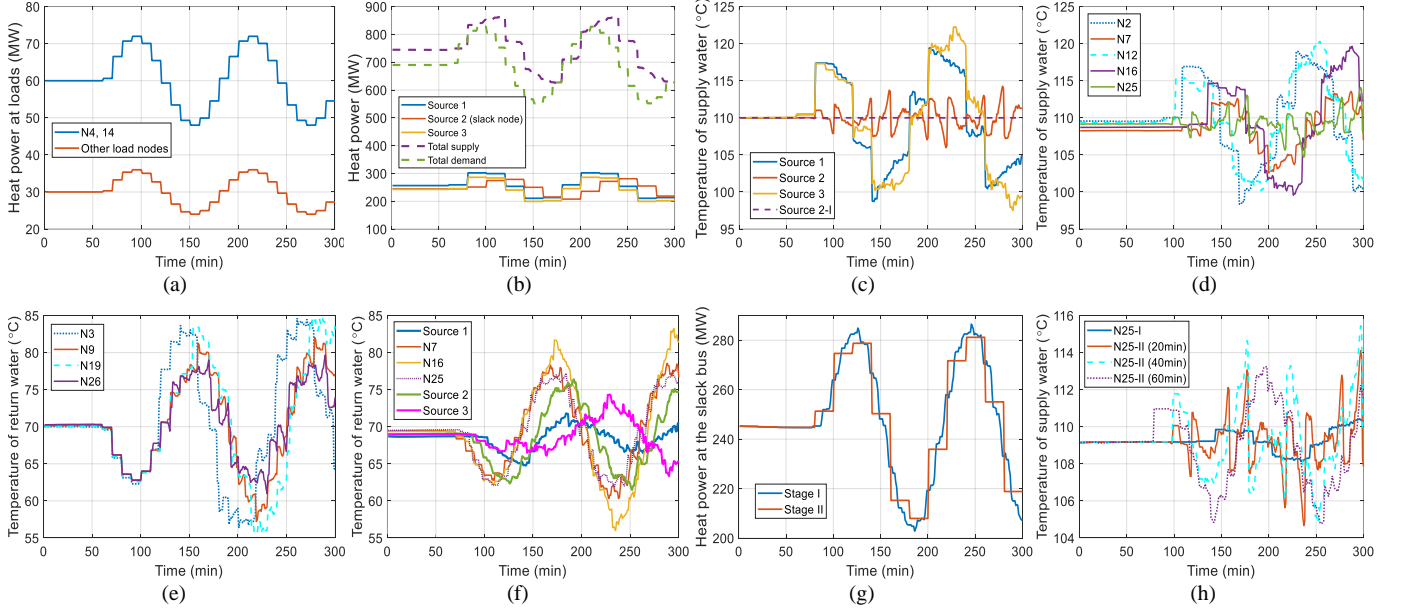 Heat power at loads (MW)
80
70
60
50
40
30
20
N4, 14
Other load nodes
0 50 100 150 200 250 300
Time (min)
(a)
Heat power (MW)
900
800
700
600
500
400
300
200
100
Source 1
Source 2 (slack node)
Source 3
Total supply
Total demand
0 50 100 150 200 250 300
Time (min)
(b)
Temperature of supply water (°C)
125
120
115
110
105
100
95
Source 1
Source 2
Source 3
Source 2-I
0 50 100 150 200 250 300
Time (min)
(c)
Temperature of supply water (°C)
125
120
115
110
105
100
95
N2
N7
N12
N16
N25
0 50 100 150 200 250 300
Time (min)
(d)
Temperature of return water (°C)
85
80
75
70
65
60
55
N3
N9
N19
N26
0 50 100 150 200 250 300
Time (min)
(e)
Temperature of return water (°C)
85
80
75
70
65
60
55
Source 1
N7
N16
N25
Source 2
Source 3
0 50 100 150 200 250 300
Time (min)
(f)
Heat power at the slack bus (MW)
290
280
260
240
220
200
Stage I
Stage II
0 50 100 150 200 250 300
Time (min)
(g)
Temperature of supply water (°C)
116
114
112
110
108
106
104
N25-I
N25-II (20min)
N25-II (40min)
N25-II (60min)
0 50 100 150 200 250 300
Time (min)
(h)